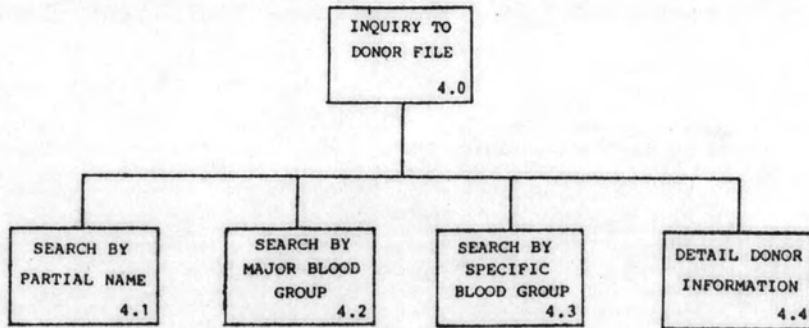 INQUIRY TO
DONOR FILE
4.0
SEARCH BY
PARTIAL NAME
4.1
SEARCH BY
MAJOR BLOOD
GROUP
4.2
SEARCH BY
SPECIFIC
BLOOD GROUP
4.3
DETAIL DONOR
INFORMATION
4.4